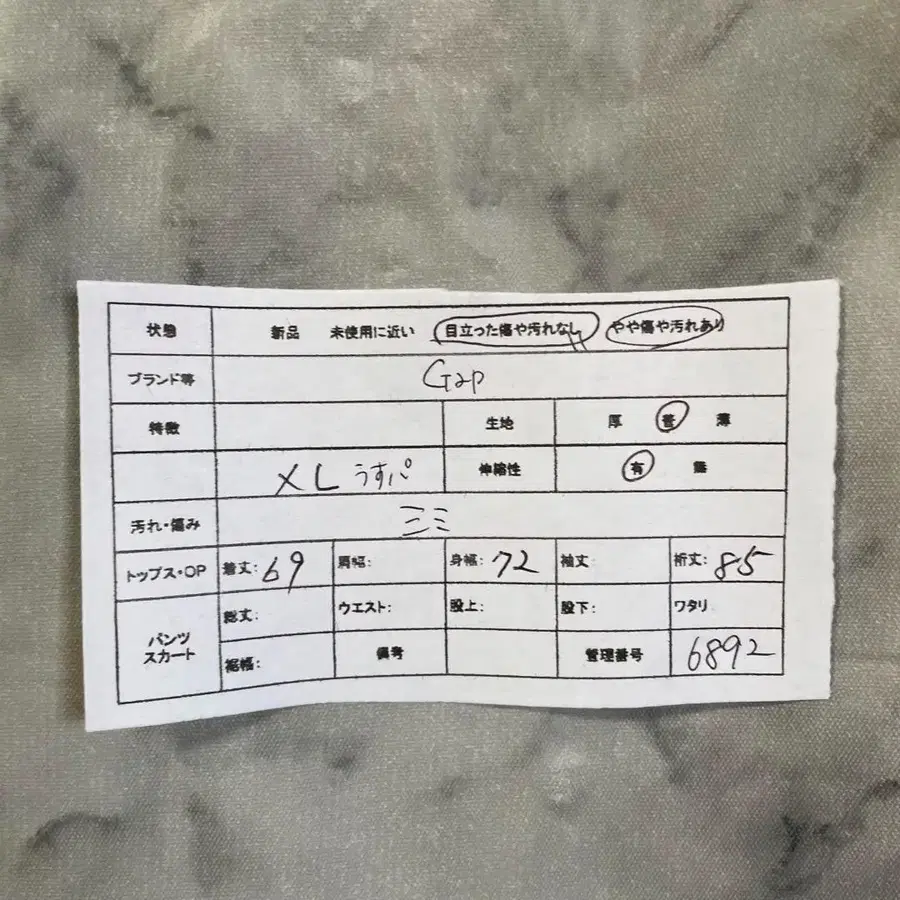 状態 新品 未使用に近い 目立った傷や汚れなし やや傷や汚れあり
ブランド等 Gap
特徴 生地 厚 普 薄
XL うすパ 伸縮性 有 無
汚れ・傷み ミミ
トップス・OP 着丈:69 肩幅: 身幅:72 袖丈: 裄丈:85
パンツ スカート 総丈: ウエスト: 股上: 股下: ワタリ
裾幅: 備考 管理番号 6892